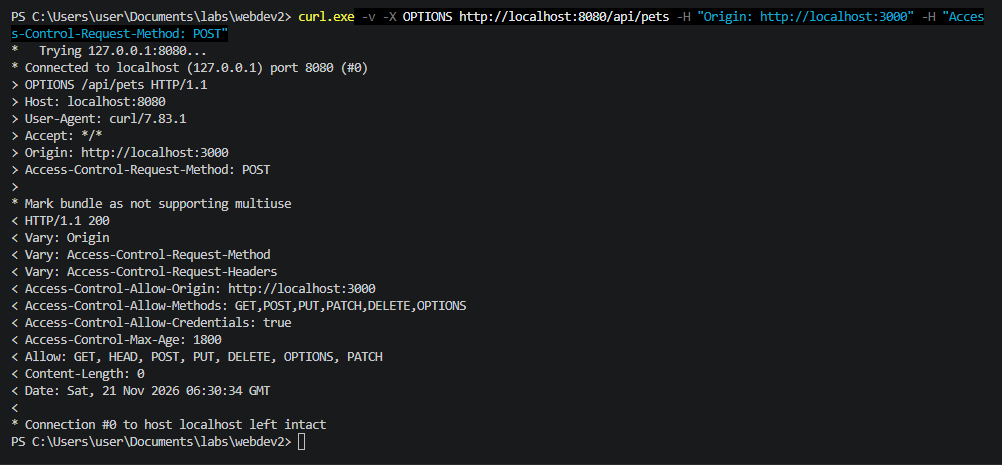 PS C:\Users\user\Documents\labs\webdev2> curl.exe -v -X OPTIONS http://localhost:8080/api/pets -H "Origin: http://localhost:3000" -H "Acces
s-Control-Request-Method: POST"
*   Trying 127.0.0.1:8080...
* Connected to localhost (127.0.0.1) port 8080 (#0)
> OPTIONS /api/pets HTTP/1.1
> Host: localhost:8080
> User-Agent: curl/7.83.1
> Accept: */*
> Origin: http://localhost:3000
> Access-Control-Request-Method: POST
>
* Mark bundle as not supporting multiuse
< HTTP/1.1 200
< Vary: Origin
< Vary: Access-Control-Request-Method
< Vary: Access-Control-Request-Headers
< Access-Control-Allow-Origin: http://localhost:3000
< Access-Control-Allow-Methods: GET,POST,PUT,PATCH,DELETE,OPTIONS
< Access-Control-Allow-Credentials: true
< Access-Control-Max-Age: 1800
< Allow: GET, HEAD, POST, PUT, DELETE, OPTIONS, PATCH
< Content-Length: 0
< Date: Sat, 21 Nov 2026 06:30:34 GMT
<
* Connection #0 to host localhost left intact
PS C:\Users\user\Documents\labs\webdev2>